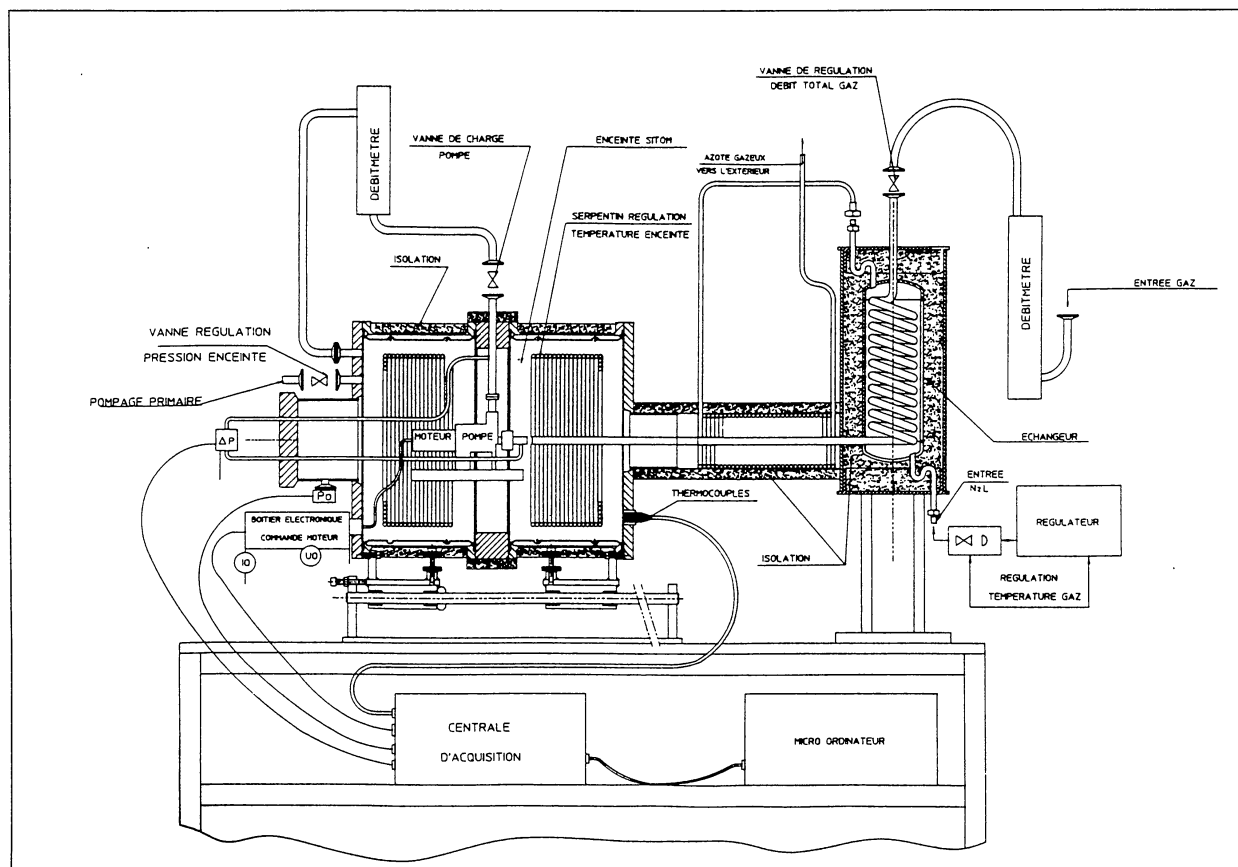 VANNE DE REGULATION
DEBIT TOTAL GAZ
DEBITMETRE
VANNE DE CHARGE
POMPE
ENCEINTE SITOM
AZOTE GAZEUX
VERS L'EXTERIEUR
SERPENTIN REGULATION
TEMPERATURE ENCEINTE
ISOLATION
DEBITMETRE
ENTREE GAZ
VANNE REGULATION
PRESSION ENCEINTE
POMPAGE PRIMAIRE
ΔP
MOTEUR
POMPE
ECHANGEUR
Po
THERMOCOUPLES
ENTREE
N2L
BOITIER ELECTRONIQUE
COMMANDE MOTEUR
IO
UO
ISOLATION
D
REGULATEUR
REGULATION
TEMPERATURE GAZ
CENTRALE
D'ACQUISITION
MICRO ORDINATEUR